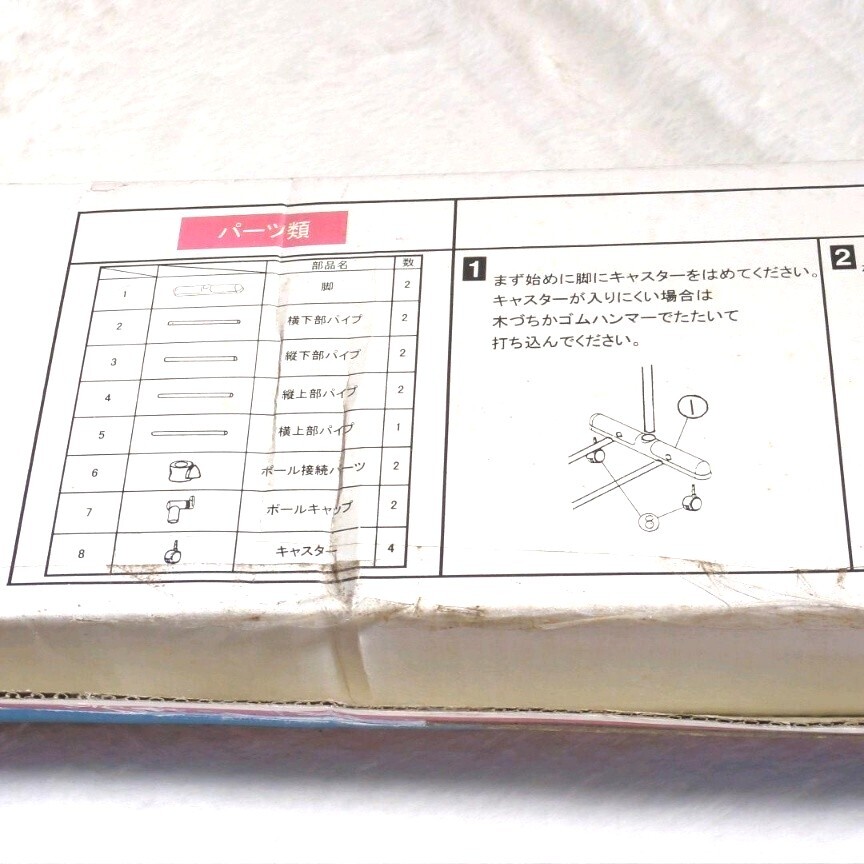 パーツ類
部品名 数
1 脚 2
2 横下部パイプ 2
3 縦下部パイプ 2
4 縦上部パイプ 2
5 横上部パイプ 1
6 ボール接続パーツ 2
7 ボールキャップ 2
8 キャスター 4
1
まず始めに脚にキャスターをはめてください。
キャスターが入りにくい場合は
木づちかゴムハンマーでたたいて
打ち込んでください。
1
8
2